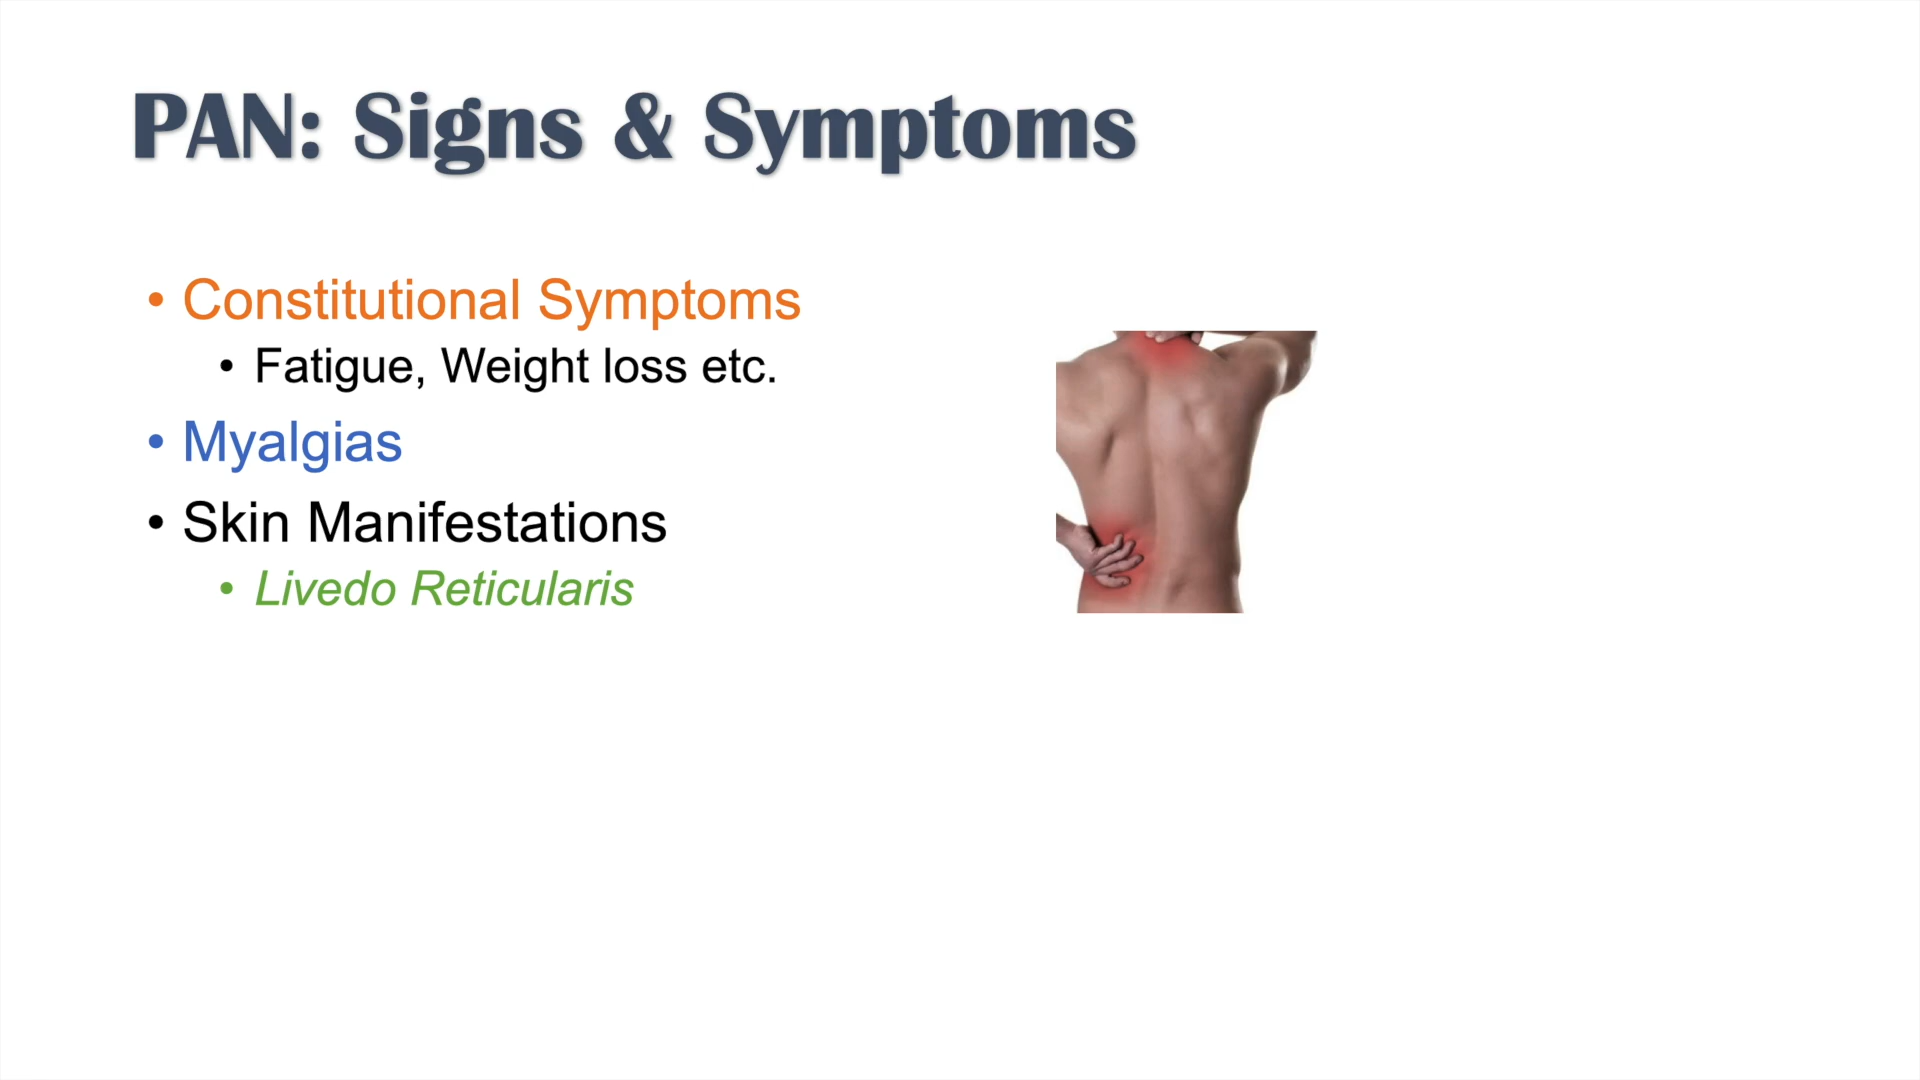 PAN: Signs & Symptoms
• Constitutional Symptoms
• Fatigue, Weight loss etc.
• Myalgias
• Skin Manifestations
• Livedo Reticularis